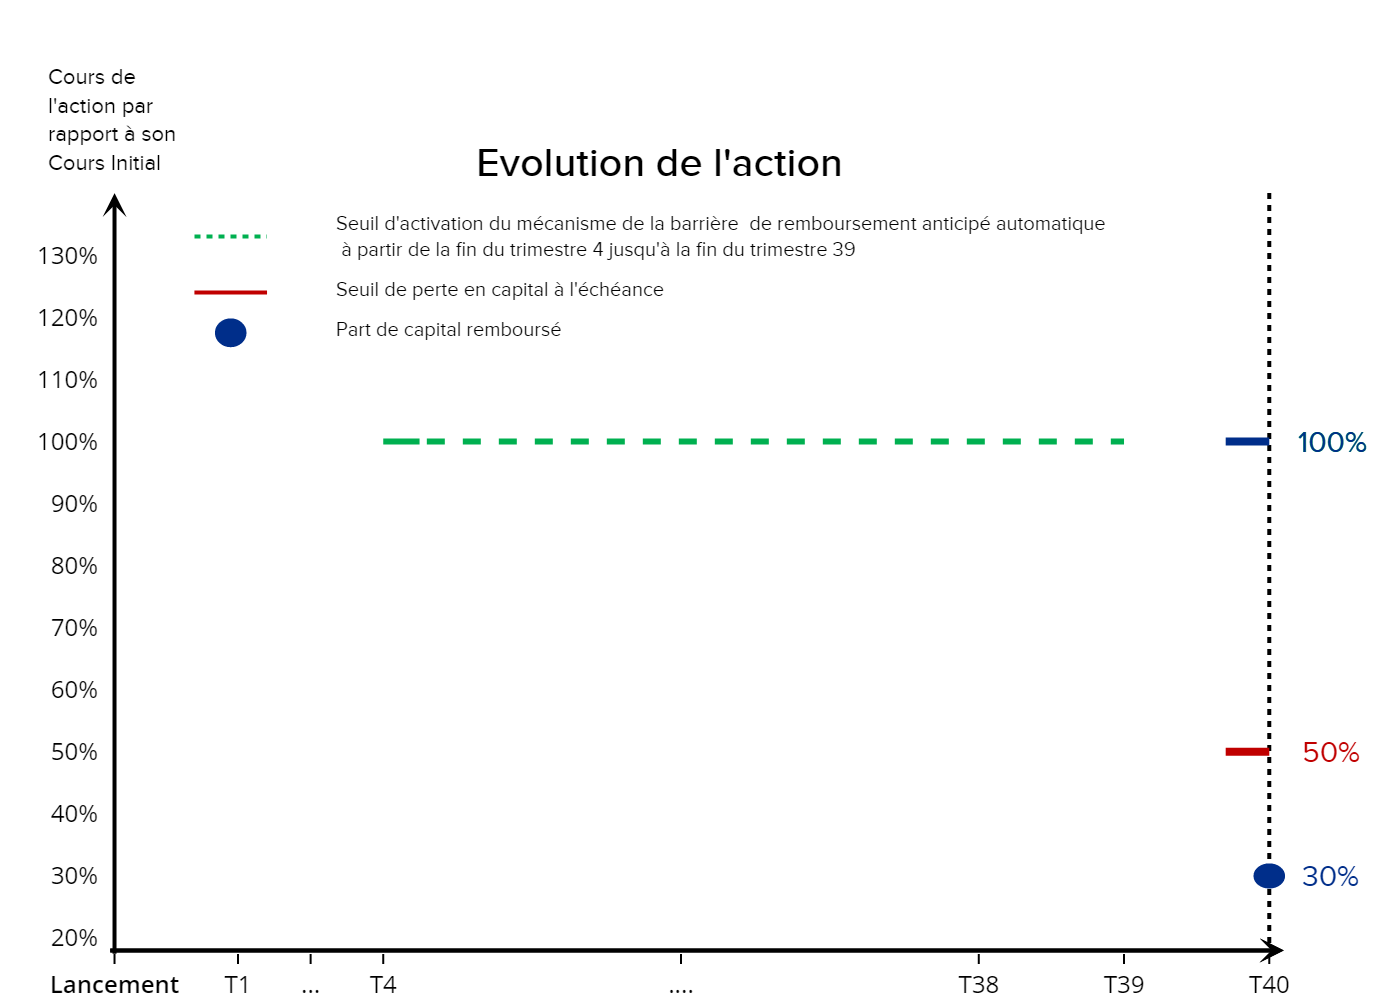 Cours de
l'action par
rapport à son
Cours Initial
Evolution de l'action
Seuil d'activation du mécanisme de la barrière  de remboursement anticipé automatique
à partir de la fin du trimestre 4 jusqu'à la fin du trimestre 39
Seuil de perte en capital à l'échéance
Part de capital remboursé
130%
120%
110%
100%
100%
90%
80%
70%
60%
50%
50%
40%
30%
30%
20%
Lancement T1 ... T4 .... T38 T39 T40